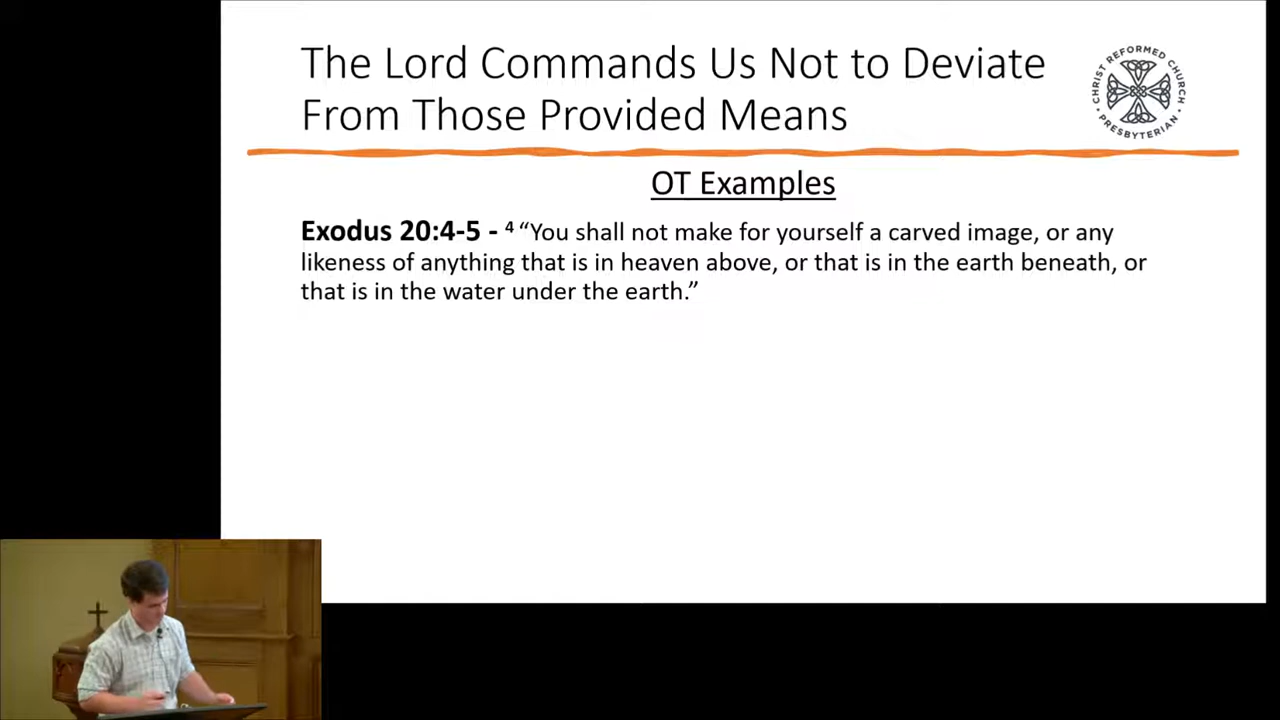 The Lord Commands Us Not to Deviate
From Those Provided Means
CHRIST REFORMED CHURCH
• PRESBYTERIAN •
OT Examples
Exodus 20:4-5 - ⁴ “You shall not make for yourself a carved image, or any
likeness of anything that is in heaven above, or that is in the earth beneath, or
that is in the water under the earth.”